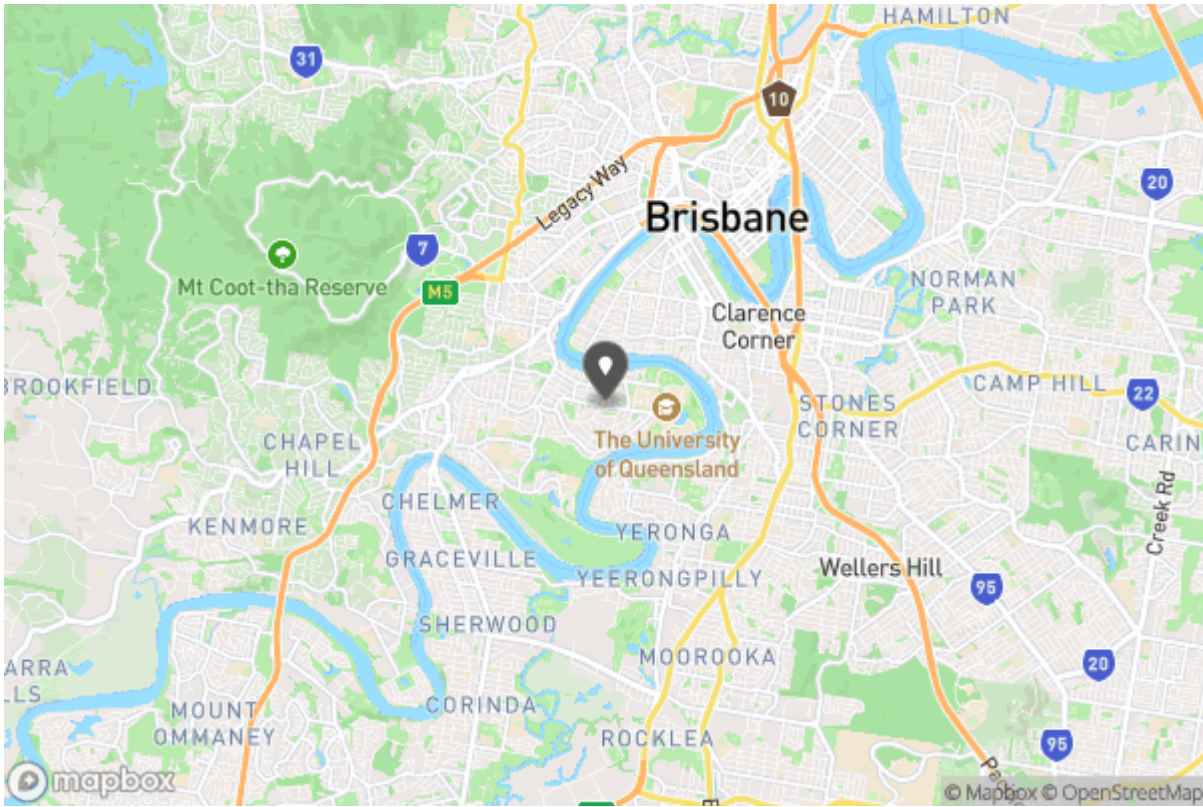 HAMILTON
31
10
Legacy Way
20
Brisbane
7
Mt Coot-tha Reserve
M5
NORMAN
PARK
Clarence
Corner
BROOKFIELD
CAMP HILL
22
STONES
CORNER
The University
of Queensland
CHAPEL
HILL
CARIN
CHELMER
KENMORE
YERONGA
Creek Rd
GRACEVILLE
YEERONGPILLY
Wellers Hill
95
SHERWOOD
MOOROOKA
20
ARRA
LLS
CORINDA
MOUNT
OMMANEY
ROCKLEA
95
Pa
mapbox
© Mapbox © OpenStreetMap